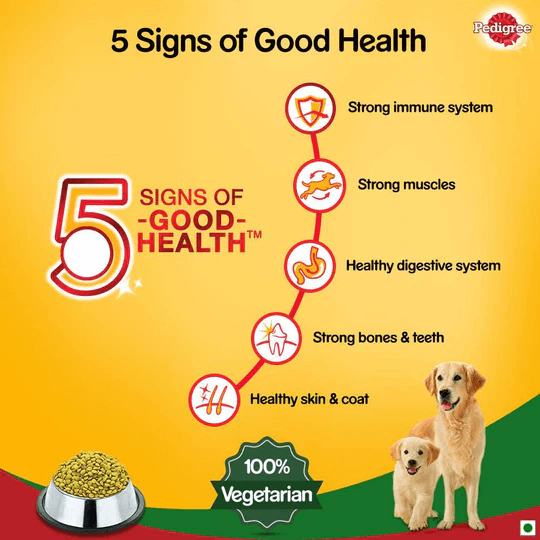 5 Signs of Good Health
Pedigree
Strong immune system
Strong muscles
5 SIGNS OF
-GOOD-
HEALTH™
Healthy digestive system
Strong bones & teeth
Healthy skin & coat
100%
Vegetarian